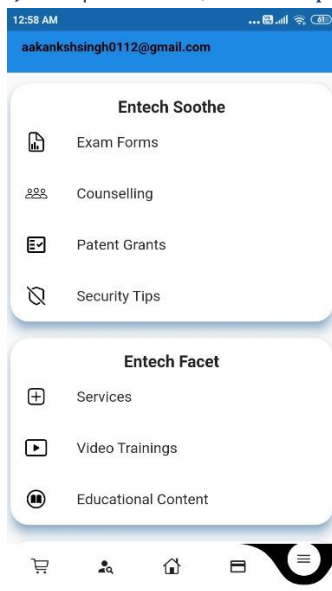 12:58 AM
61
aakankshsingh0112@gmail.com
Entech Soothe
Exam Forms
Counselling
Patent Grants
Security Tips
Entech Facet
Services
Video Trainings
Educational Content